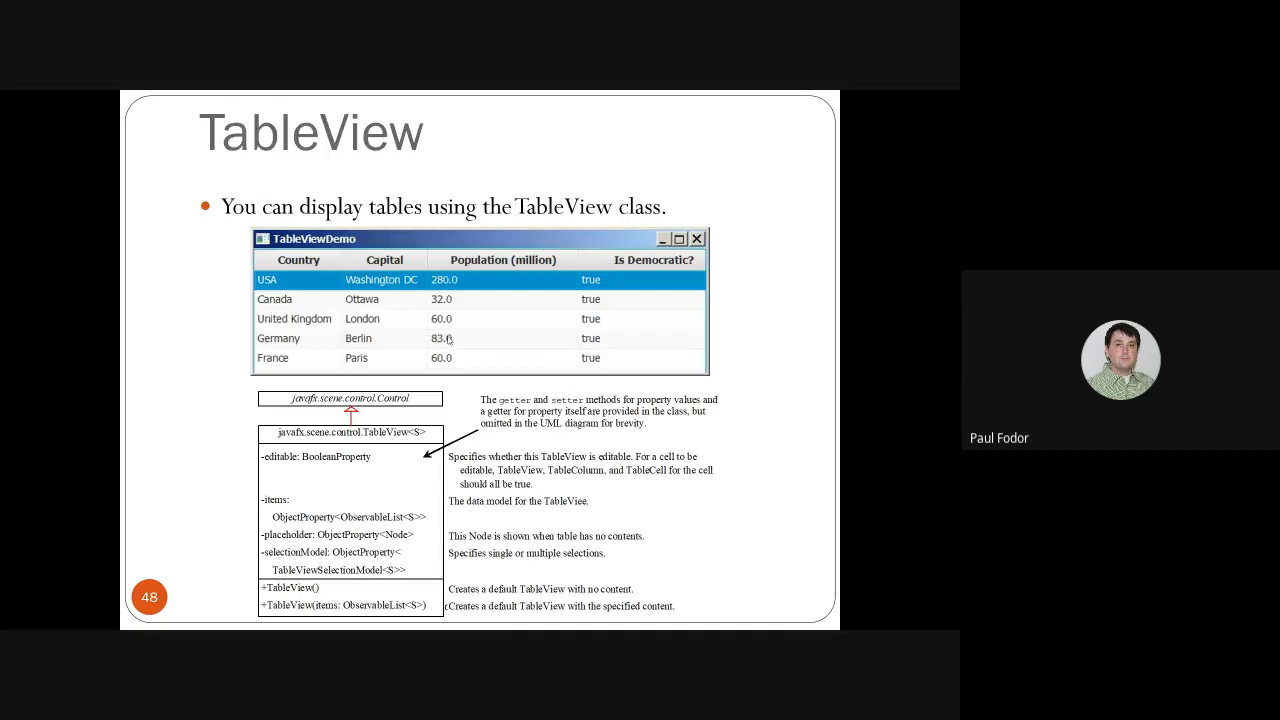 TableView
• You can display tables using the TableView class.
TableViewDemo
Country Capital Population (million) Is Democratic?
USA Washington DC 280.0 true
Canada Ottawa 32.0 true
United Kingdom London 60.0 true
Germany Berlin 83.0 true
France Paris 60.0 true
javafx.scene.control.Control
The getter and setter methods for property values and
a getter for property itself are provided in the class, but
omitted in the UML diagram for brevity.
javafx.scene.control.TableView<S>
-editable: BooleanProperty
Specifies whether this TableView is editable. For a cell to be
editable, TableView, TableColumn, and TableCell for the cell
should all be true.
-items:
ObjectProperty<ObservableList<S>>
The data model for the TableViee.
-placeholder: ObjectProperty<Node>
This Node is shown when table has no contents.
-selectionModel: ObjectProperty<
TableViewSelectionModel<S>>
Specifies single or multiple selections.
+TableView()
Creates a default TableView with no content.
+TableView(items: ObservableList<S>)
Creates a default TableView with the specified content.
48
Paul Fodor